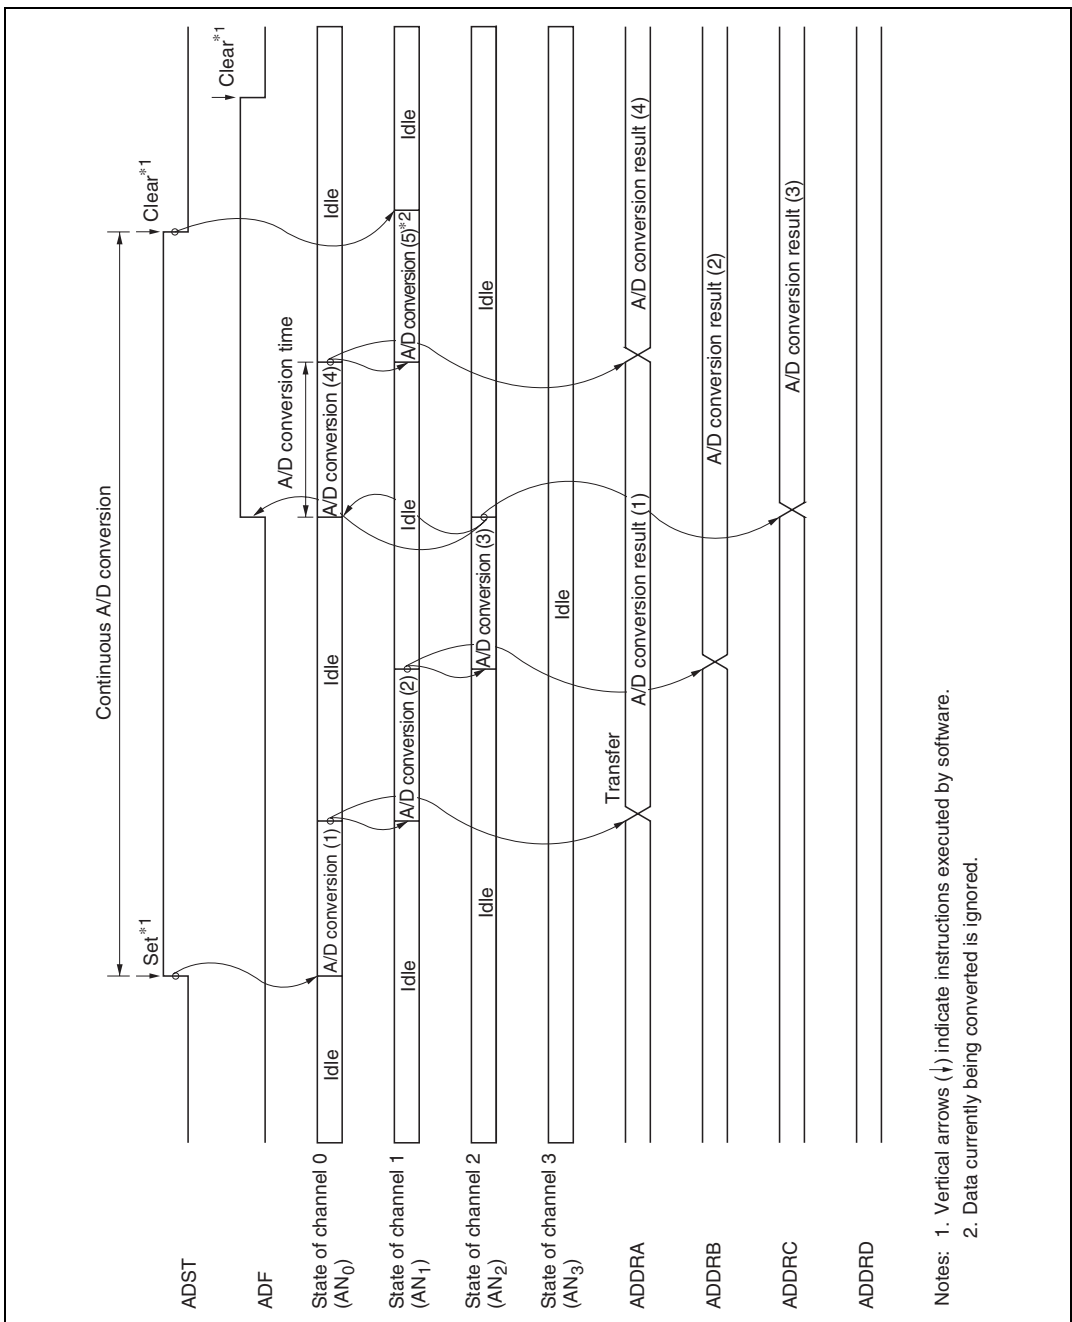 Continuous A/D conversion
Set*1
Clear*1
Clear*1
ADST
ADF
A/D conversion time
State of channel 0
(AN0)
Idle
A/D conversion (1)
Idle
A/D conversion (4)
Idle
State of channel 1
(AN1)
Idle
A/D conversion (2)
Idle
A/D conversion (5)*2
Idle
State of channel 2
(AN2)
Idle
A/D conversion (3)
Idle
State of channel 3
(AN3)
Idle
Transfer
ADDRA
A/D conversion result (1)
A/D conversion result (4)
ADDRB
A/D conversion result (2)
ADDRC
A/D conversion result (3)
ADDRD
Notes: 1. Vertical arrows (↓) indicate instructions executed by software.
2. Data currently being converted is ignored.